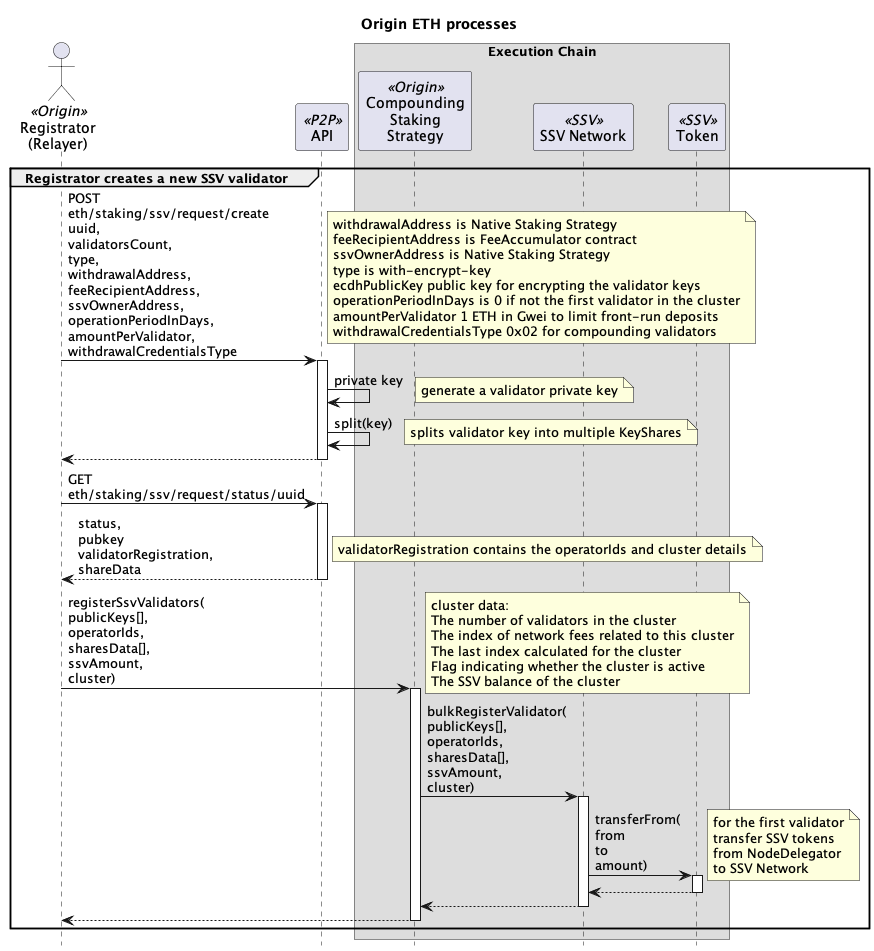 Origin ETH processes
Execution Chain
«Origin»
Registrator
(Relayer)
«P2P»
API
«Origin»
Compounding
Staking
Strategy
«SSV»
SSV Network
«SSV»
Token
Registrator creates a new SSV validator
POST
eth/staking/ssv/request/create
uuid,
validatorsCount,
type,
withdrawalAddress,
feeRecipientAddress,
ssvOwnerAddress,
operationPeriodInDays,
amountPerValidator,
withdrawalCredentialsType
withdrawalAddress is Native Staking Strategy
feeRecipientAddress is FeeAccumulator contract
ssvOwnerAddress is Native Staking Strategy
type is with-encrypt-key
ecdhPublicKey public key for encrypting the validator keys
operationPeriodInDays is 0 if not the first validator in the cluster
amountPerValidator 1 ETH in Gwei to limit front-run deposits
withdrawalCredentialsType 0x02 for compounding validators
private key
generate a validator private key
split(key)
splits validator key into multiple KeyShares
GET
eth/staking/ssv/request/status/uuid
status,
pubkey
validatorRegistration,
shareData
validatorRegistration contains the operatorIds and cluster details
registerSsvValidators(
publicKeys[],
operatorIds,
sharesData[],
ssvAmount,
cluster)
cluster data:
The number of validators in the cluster
The index of network fees related to this cluster
The last index calculated for the cluster
Flag indicating whether the cluster is active
The SSV balance of the cluster
bulkRegisterValidator(
publicKeys[],
operatorIds,
sharesData[],
ssvAmount,
cluster)
transferFrom(
from
to
amount)
for the first validator
transfer SSV tokens
from NodeDelegator
to SSV Network